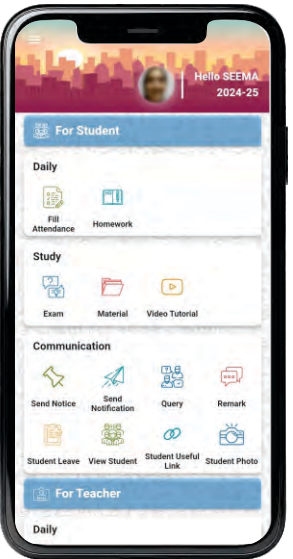 Hello SEEMA
2024-25
For Student
Daily
Fill
Attendance
Homework
Study
Exam
Material
Video Tutorial
Communication
Send Notice
Send
Notification
Query
Remark
Student Leave
View Student
Student Useful
Link
Student Photo
For Teacher
Daily